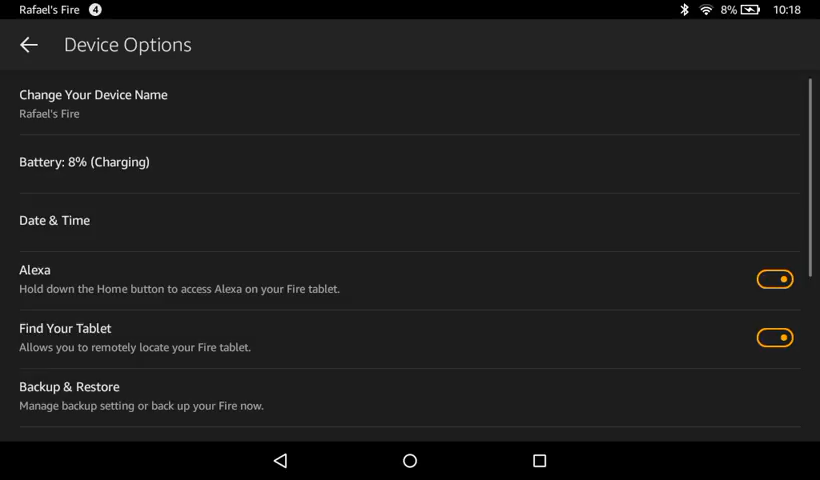 Rafael's Fire 4 8% 10:18
Device Options
Change Your Device Name
Rafael's Fire
Battery: 8% (Charging)
Date & Time
Alexa
Hold down the Home button to access Alexa on your Fire tablet.
Find Your Tablet
Allows you to remotely locate your Fire tablet.
Backup & Restore
Manage backup setting or back up your Fire now.